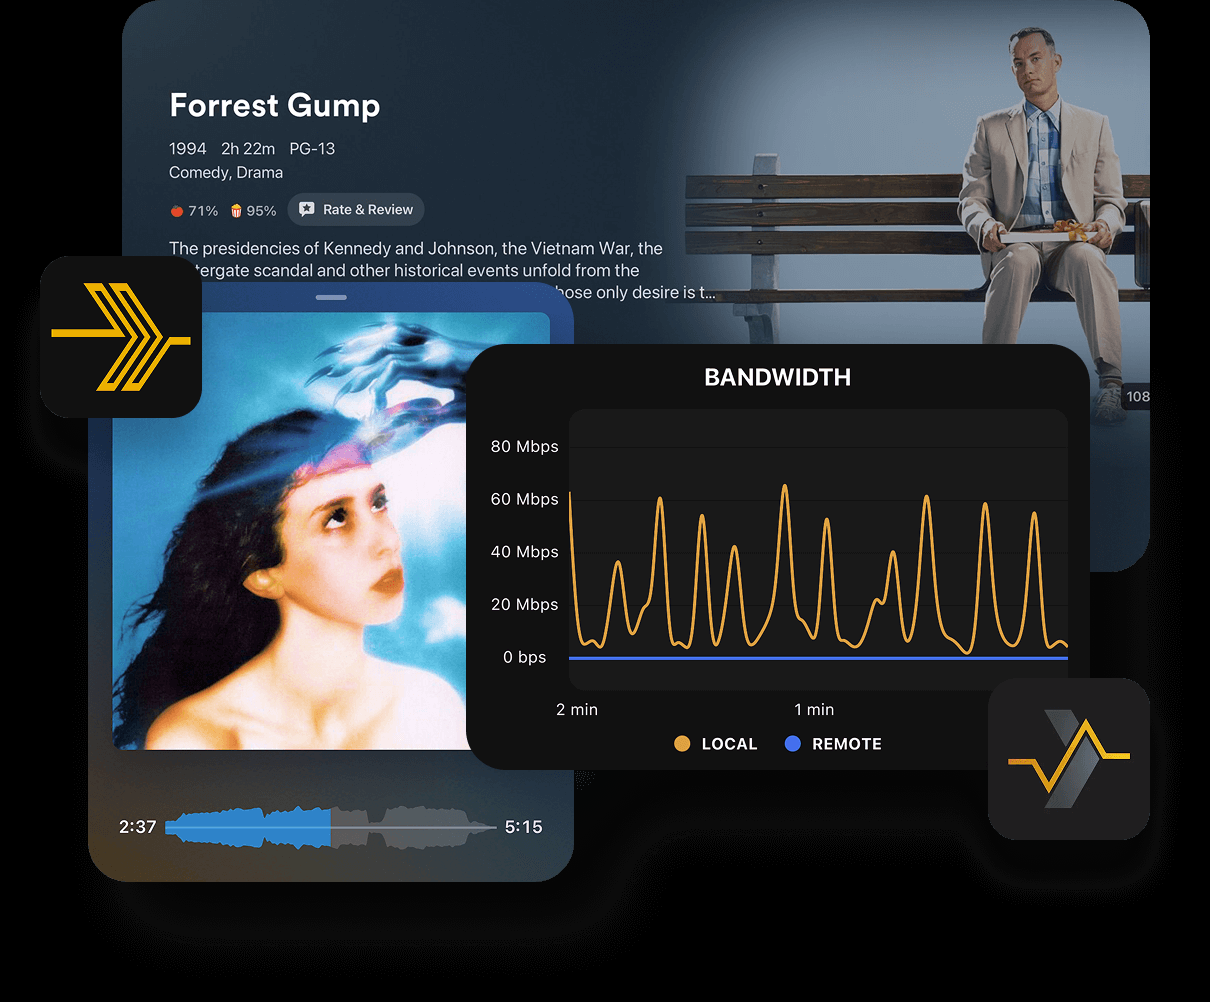 Forrest Gump
1994 2h 22m PG-13
Comedy, Drama
71% 95% Rate & Review
The presidencies of Kennedy and Johnson, the Vietnam War, the
tergate scandal and other historical events unfold from the
hose only desire is t...
108
BANDWIDTH
80 Mbps
60 Mbps
40 Mbps
20 Mbps
0 bps
2 min 1 min
LOCAL REMOTE
2:37 5:15